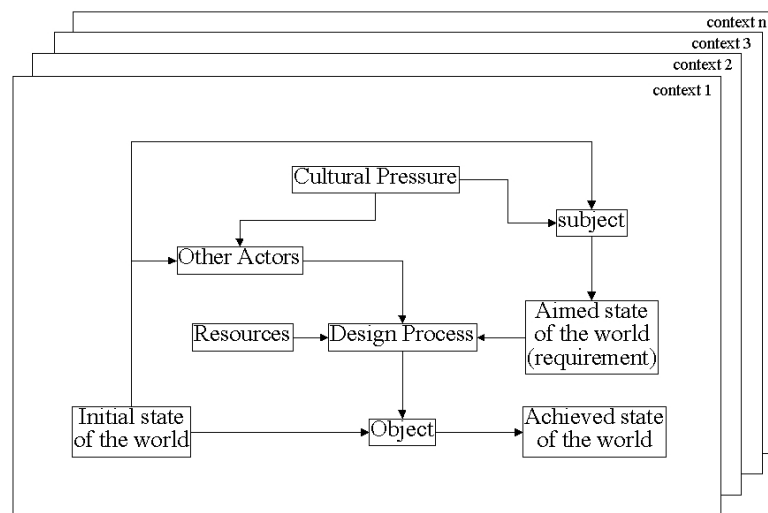 context n
context 3
context 2
context 1
Cultural Pressure
subject
Other Actors
Aimed state
of the world
(requirement)
Resources
Design Process
Initial state
of the world
Object
Achieved state
of the world